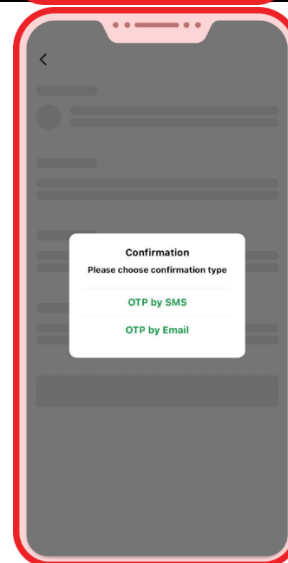 Confirmation
Please choose confirmation type
OTP by SMS
OTP by Email